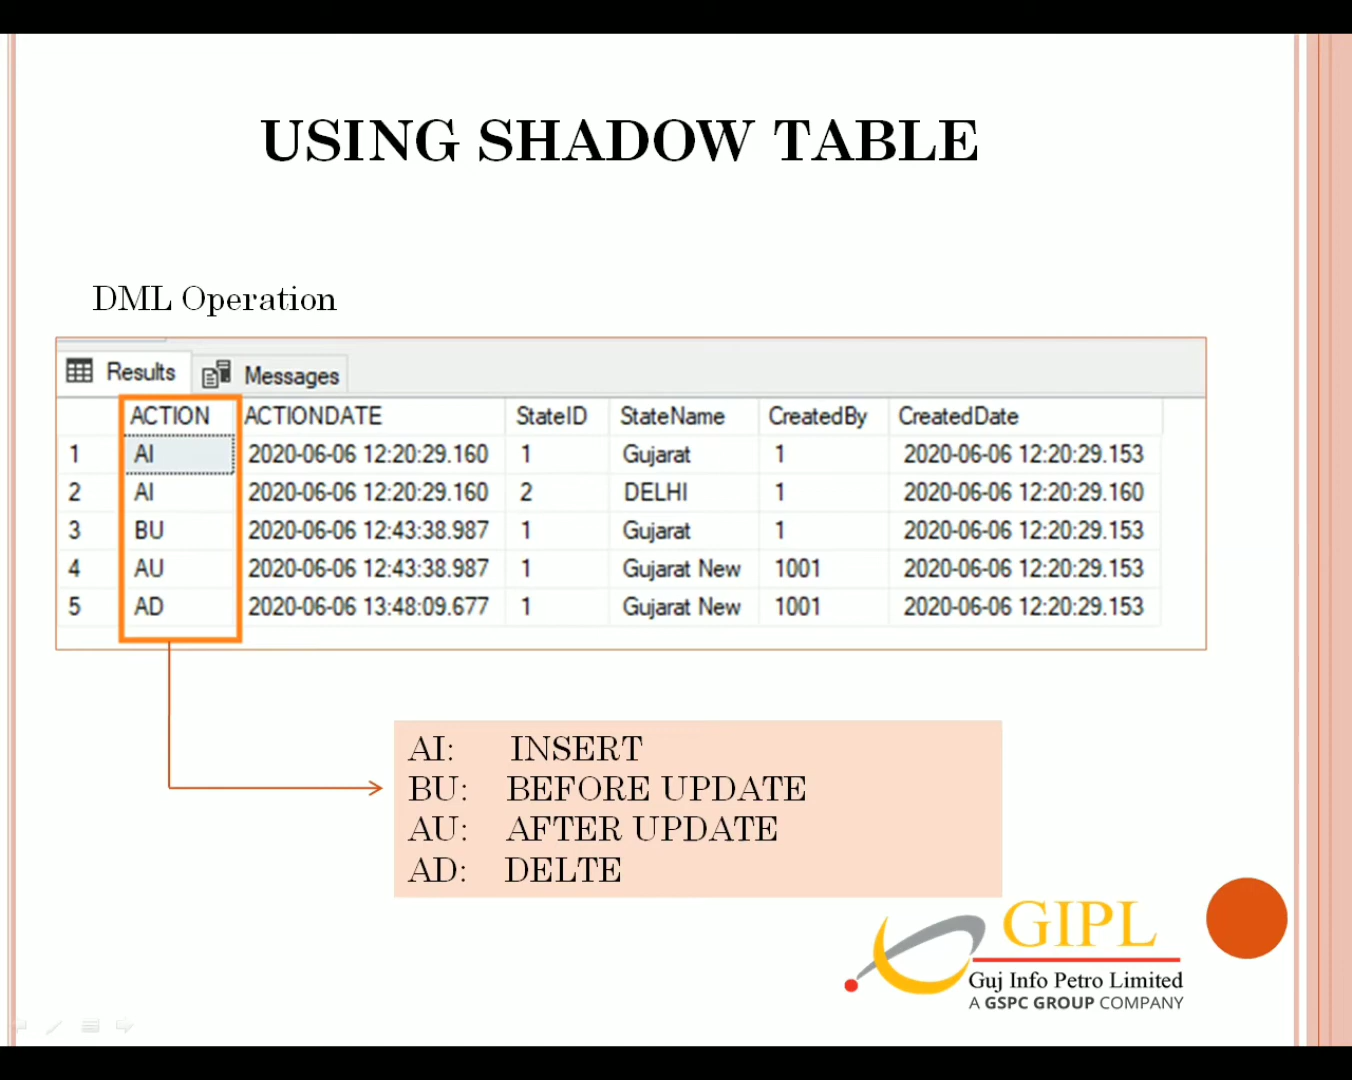 USING SHADOW TABLE
DML Operation
Results Messages
ACTION ACTIONDATE StateID StateName CreatedBy CreatedDate
1 AI 2020-06-06 12:20:29.160 1 Gujarat 1 2020-06-06 12:20:29.153
2 AI 2020-06-06 12:20:29.160 2 DELHI 1 2020-06-06 12:20:29.160
3 BU 2020-06-06 12:43:38.987 1 Gujarat 1 2020-06-06 12:20:29.153
4 AU 2020-06-06 12:43:38.987 1 Gujarat New 1001 2020-06-06 12:20:29.153
5 AD 2020-06-06 13:48:09.677 1 Gujarat New 1001 2020-06-06 12:20:29.153
AI: INSERT
BU: BEFORE UPDATE
AU: AFTER UPDATE
AD: DELTE
GIPL
Guj Info Petro Limited
A GSPC GROUP COMPANY